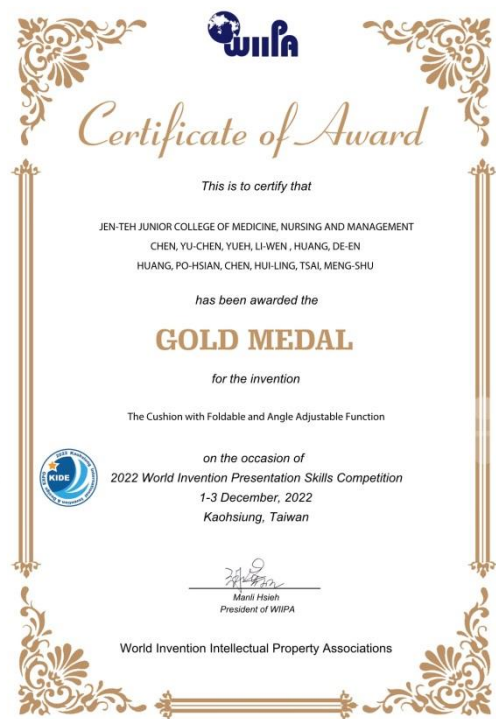 WIIPA
Certificate of Award
This is to certify that
JEN-TEH JUNIOR COLLEGE OF MEDICINE, NURSING AND MANAGEMENT
CHEN, YU-CHEN, YUEH, LI-WEN , HUANG, DE-EN
HUANG, PO-HSIAN, CHEN, HUI-LING, TSAI, MENG-SHU
has been awarded the
GOLD MEDAL
for the invention
The Cushion with Foldable and Angle Adjustable Function
KIDE
on the occasion of
2022 World Invention Presentation Skills Competition
1-3 December, 2022
Kaohsiung, Taiwan
Manli Hsieh
President of WIIPA
World Invention Intellectual Property Associations